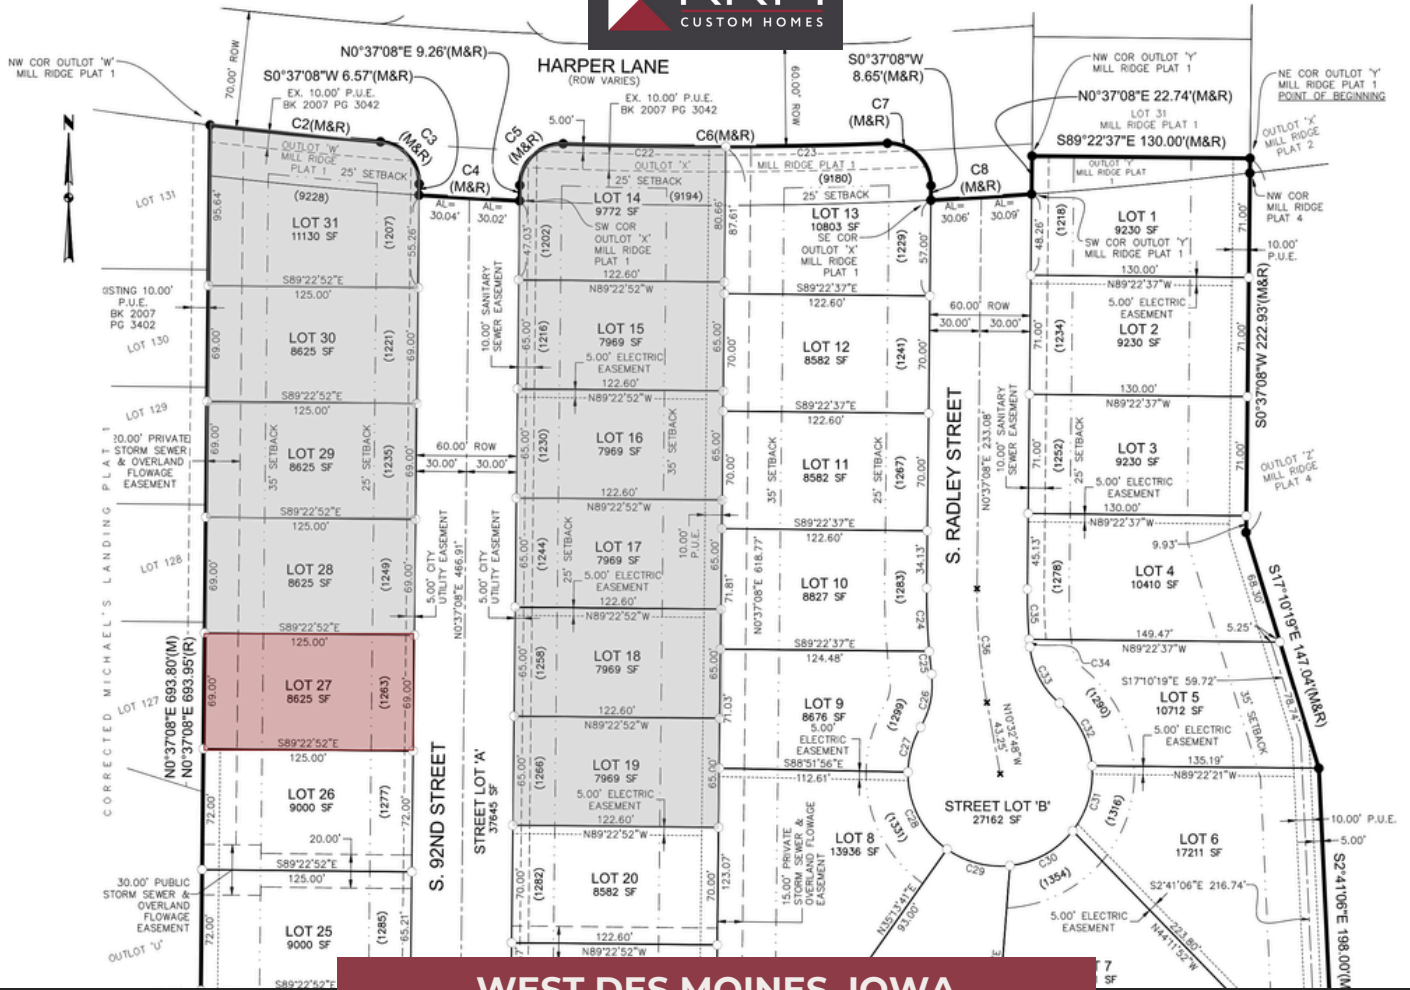 CUSTOM HOMES
NW COR OUTLOT 'W'
MILL RIDGE PLAT 1
70.00' ROW
N0°37'08"E 9.26'(M&R)
S0°37'08"W 6.57'(M&R)
HARPER LANE
(ROW VARIES)
60.00' ROW
S0°37'08"W
8.65'(M&R)
NW COR OUTLOT 'Y'
MILL RIDGE PLAT 1
NE COR OUTLOT 'Y'
MILL RIDGE PLAT 1
POINT OF BEGINNING
N0°37'08"E 22.74'(M&R)
LOT 31
MILL RIDGE PLAT 1
S89°22'37"E 130.00'(M&R)
OUTLOT 'X'
MILL RIDGE
PLAT 2
N
EX. 10.00' P.U.E.
BK 2007 PG 3042
C2(M&R)
C3
(M&R)
C4
(M&R)
C5
(M&R)
5.00'
EX. 10.00' P.U.E.
BK 2007 PG 3042
C6(M&R)
C7
(M&R)
C8
(M&R)
OUTLOT 'W'
MILL RIDGE
PLAT 1
25' SETBACK
(9228)
C22
OUTLOT 'X'
25' SETBACK
(9194)
C23
MILL RIDGE PLAT 1
(9180)
25' SETBACK
OUTLOT 'Y'
MILL RIDGE
PLAT 1
NW COR
MILL RIDGE
PLAT 4
AL=
30.04'
AL=
30.02'
AL=
30.06'
AL=
30.09'
LOT 131
95.64'
LOT 31
11130 SF
(1207)
55.26'
S89°22'52"E
125.00'
47.03'
(1202)
LOT 14
9772 SF
SW COR
OUTLOT 'X'
MILL RIDGE
PLAT 1
80.66'
87.61'
122.60'
N89°22'52"W
LOT 13
10803 SF
SE COR
OUTLOT 'X'
MILL RIDGE
PLAT 1
(1229)
57.00'
S89°22'37"E
122.60'
48.26'
(1218)
LOT 1
9230 SF
SW COR OUTLOT 'Y'
MILL RIDGE PLAT 1
71.00'
10.00'
P.U.E.
130.00'
N89°22'37"W
5.00' ELECTRIC
EASEMENT
10.00'
P.U.E.
BK 2007
PG 3402
LOT 130
69.00'
LOT 30
8625 SF
(1221)
69.00'
S89°22'52"E
125.00'
10.00' SANITARY
SEWER EASEMENT
65.00'
(1216)
LOT 15
7969 SF
5.00' ELECTRIC
EASEMENT
65.00'
122.60'
N89°22'52"W
70.00'
LOT 12
8582 SF
(1241)
70.00'
S89°22'37"E
122.60'
60.00' ROW
30.00'
30.00'
71.00'
(1234)
LOT 2
9230 SF
71.00'
130.00'
N89°22'37"W
S0°37'08"W 222.93'(M&R)
LOT 129
20.00' PRIVATE
STORM SEWER
& OVERLAND
FLOWAGE
EASEMENT
69.00'
35' SETBACK
LOT 29
8625 SF
25' SETBACK
(1235)
69.00'
S89°22'52"E
125.00'
60.00' ROW
30.00'
30.00'
65.00'
(1230)
LOT 16
7969 SF
35' SETBACK
65.00'
122.60'
N89°22'52"W
70.00'
35' SETBACK
LOT 11
8582 SF
25' SETBACK
(1267)
70.00'
S89°22'37"E
122.60'
S. RADLEY STREET
N0°37'08"E 233.08'
10.00' SANITARY
SEWER EASEMENT
71.00'
(1252)
25' SETBACK
LOT 3
9230 SF
71.00'
5.00' ELECTRIC
EASEMENT
130.00'
N89°22'37"W
OUTLOT 'Z'
MILL RIDGE
PLAT 4
LOT 128
69.00'
LOT 28
8625 SF
(1249)
69.00'
S89°22'52"E
125.00'
5.00' CITY
UTILITY EASEMENT
N0°37'08"E 466.91'
5.00' CITY
UTILITY EASEMENT
65.00'
(1244)
25' SETBACK
LOT 17
7969 SF
5.00' ELECTRIC
EASEMENT
10.00'
P.U.E.
65.00'
122.60'
N89°22'52"W
71.81'
N0°37'08"E 618.77'
LOT 10
8827 SF
(1283)
34.13'
C24
S89°22'37"E
124.48'
C36
45.13'
C35
(1278)
LOT 4
10410 SF
9.93'
68.30'
S17°10'19"E 147.04'(M&R)
149.47'
N89°22'37"W
5.25'
CORRECTED MICHAEL'S LANDING PLAT 1
N0°37'08"E 693.80'(M)
N0°37'08"E 693.95'(R)
LOT 127
69.00'
LOT 27
8625 SF
(1263)
69.00'
S89°22'52"E
125.00'
65.00'
(1258)
LOT 18
7969 SF
65.00'
122.60'
N89°22'52"W
71.03'
LOT 9
8676 SF
5.00'
ELECTRIC
EASEMENT
(1299)
C25
C26
C27
S88°51'56"E
112.61'
N10°32'48"W
43.25'
C34
C33
C32
(1290)
S17°10'19"E 59.72'
LOT 5
10712 SF
78.74'
35' SETBACK
5.00' ELECTRIC
EASEMENT
135.19'
N89°22'21"W
72.00'
LOT 26
9000 SF
(1277)
72.00'
20.00'
S89°22'52"E
125.00'
S. 92ND STREET
STREET LOT 'A'
37645 SF
65.00'
(1266)
LOT 19
7969 SF
5.00' ELECTRIC
EASEMENT
65.00'
122.60'
N89°22'52"W
STREET LOT 'B'
27162 SF
C28
C29
C30
C31
(1316)
(1331)
(1354)
LOT 8
13936 SF
LOT 6
17211 SF
10.00' P.U.E.
5.00'
30.00' PUBLIC
STORM SEWER &
OVERLAND
FLOWAGE
EASEMENT
OUTLOT 'U'
72.00'
LOT 25
9000 SF
(1285)
65.21'
S89°22'52"E
70.00'
(1282)
LOT 20
8582 SF
70.00'
122.60'
N89°22'52"W
123.07'
15.00' PRIVATE
STORM SEWER &
OVERLAND FLOWAGE
EASEMENT
N35°13'41"E
93.00'
5.00' ELECTRIC
EASEMENT
223.80'
N44°11'52"W
S2°41'06"E 216.74'
S2°41'06"E 198.00'(M
7
SF
WEST DES MOINES, IOWA